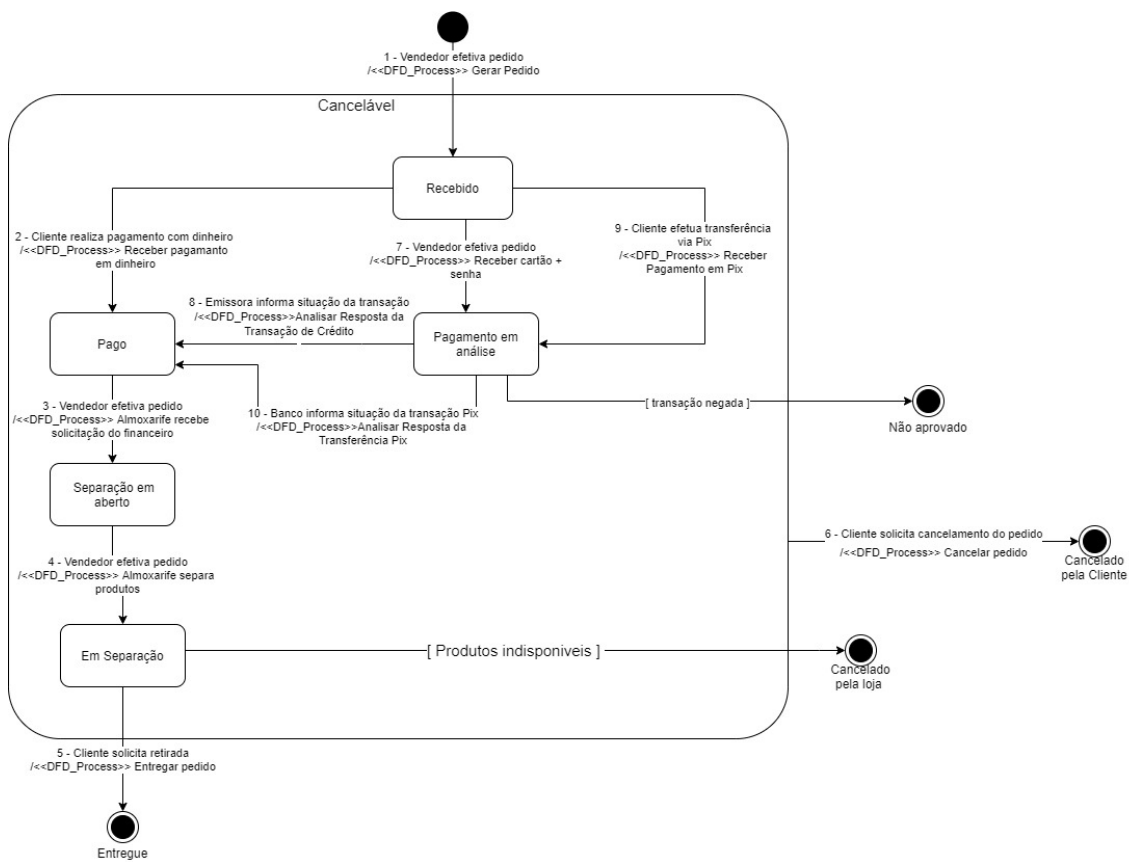 1 - Vendedor efetiva pedido
/<<DFD_Process>> Gerar Pedido
Cancelável
Recebido
2 - Cliente realiza pagamento com dinheiro
/<<DFD_Process>> Receber pagamanto
em dinheiro
7 - Vendedor efetiva pedido
/<<DFD_Process>> Receber cartão +
senha
9 - Cliente efetua transferência
via Pix
/<<DFD_Process>> Receber
Pagamento em Pix
8 - Emissora informa situação da transação
/<<DFD_Process>>Analisar Resposta da
Transação de Crédito
Pago
Pagamento em
análise
3 - Vendedor efetiva pedido
/<<DFD_Process>> Almoxarife recebe
solicitação do financeiro
10 - Banco informa situação da transação Pix
/<<DFD_Process>>Analisar Resposta da
Transferência Pix
[ transação negada ]
Não aprovado
Separação em
aberto
6 - Cliente solicita cancelamento do pedido
/<<DFD_Process>> Cancelar pedido
Cancelado
pela Cliente
4 - Vendedor efetiva pedido
/<<DFD_Process>> Almoxarife separa
produtos
Em Separação
[ Produtos indisponiveis ]
Cancelado
pela loja
5 - Cliente solicita retirada
/<<DFD_Process>> Entregar pedido
Entregue